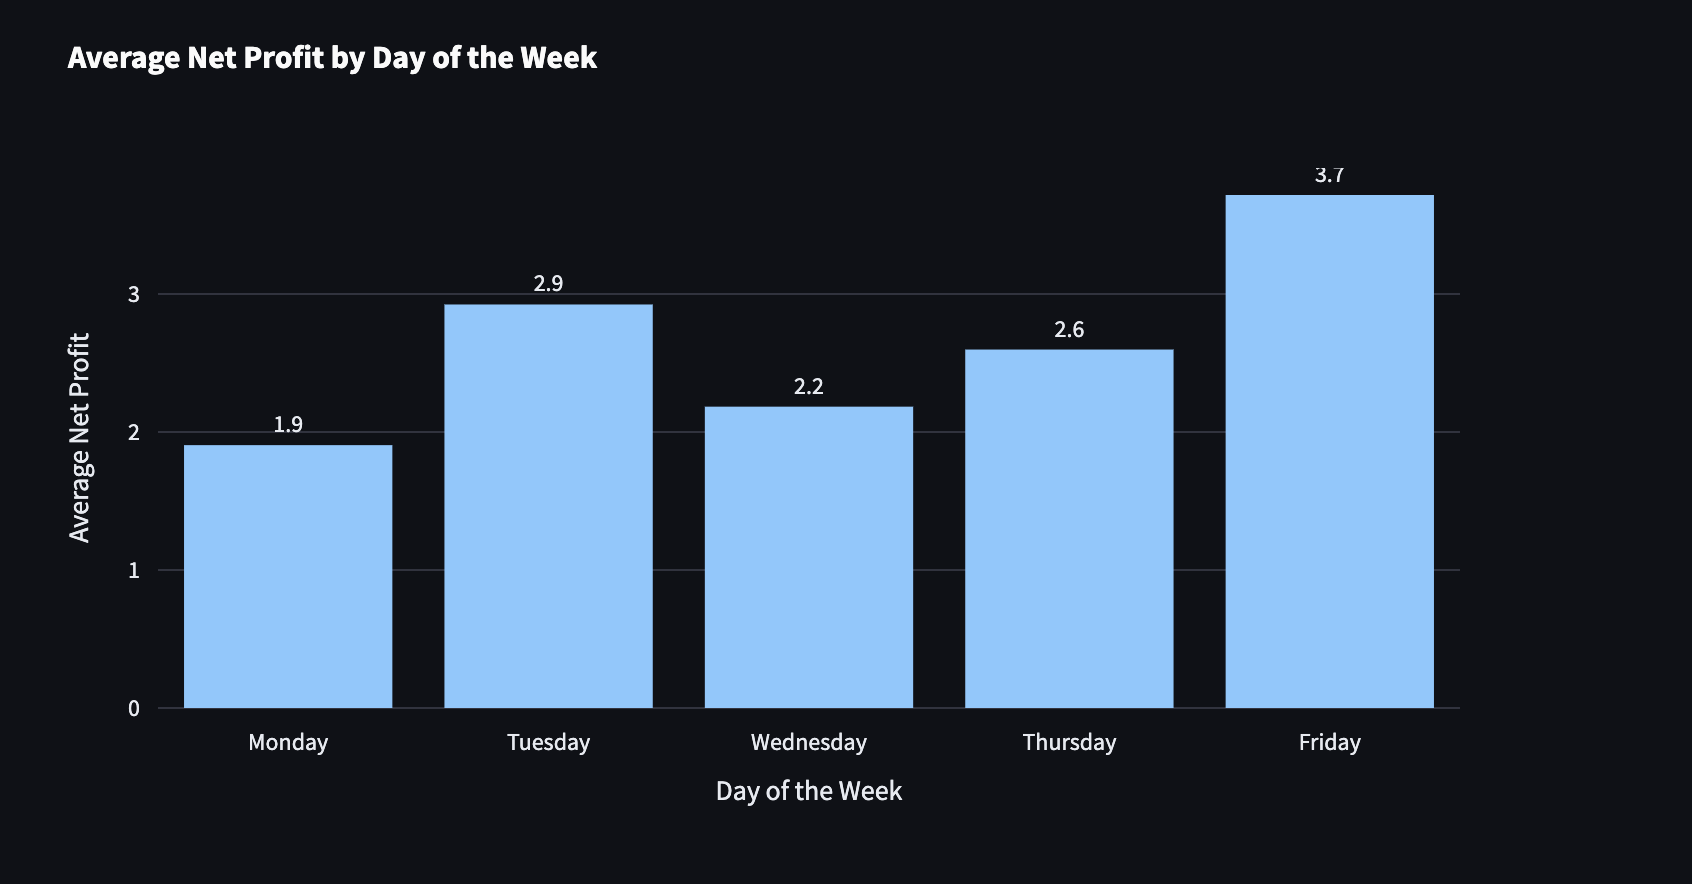 Average Net Profit by Day of the Week
3.7
2.9
3
2.6
2.2
1.9
2
1
0
Average Net Profit
Monday Tuesday Wednesday Thursday Friday
Day of the Week